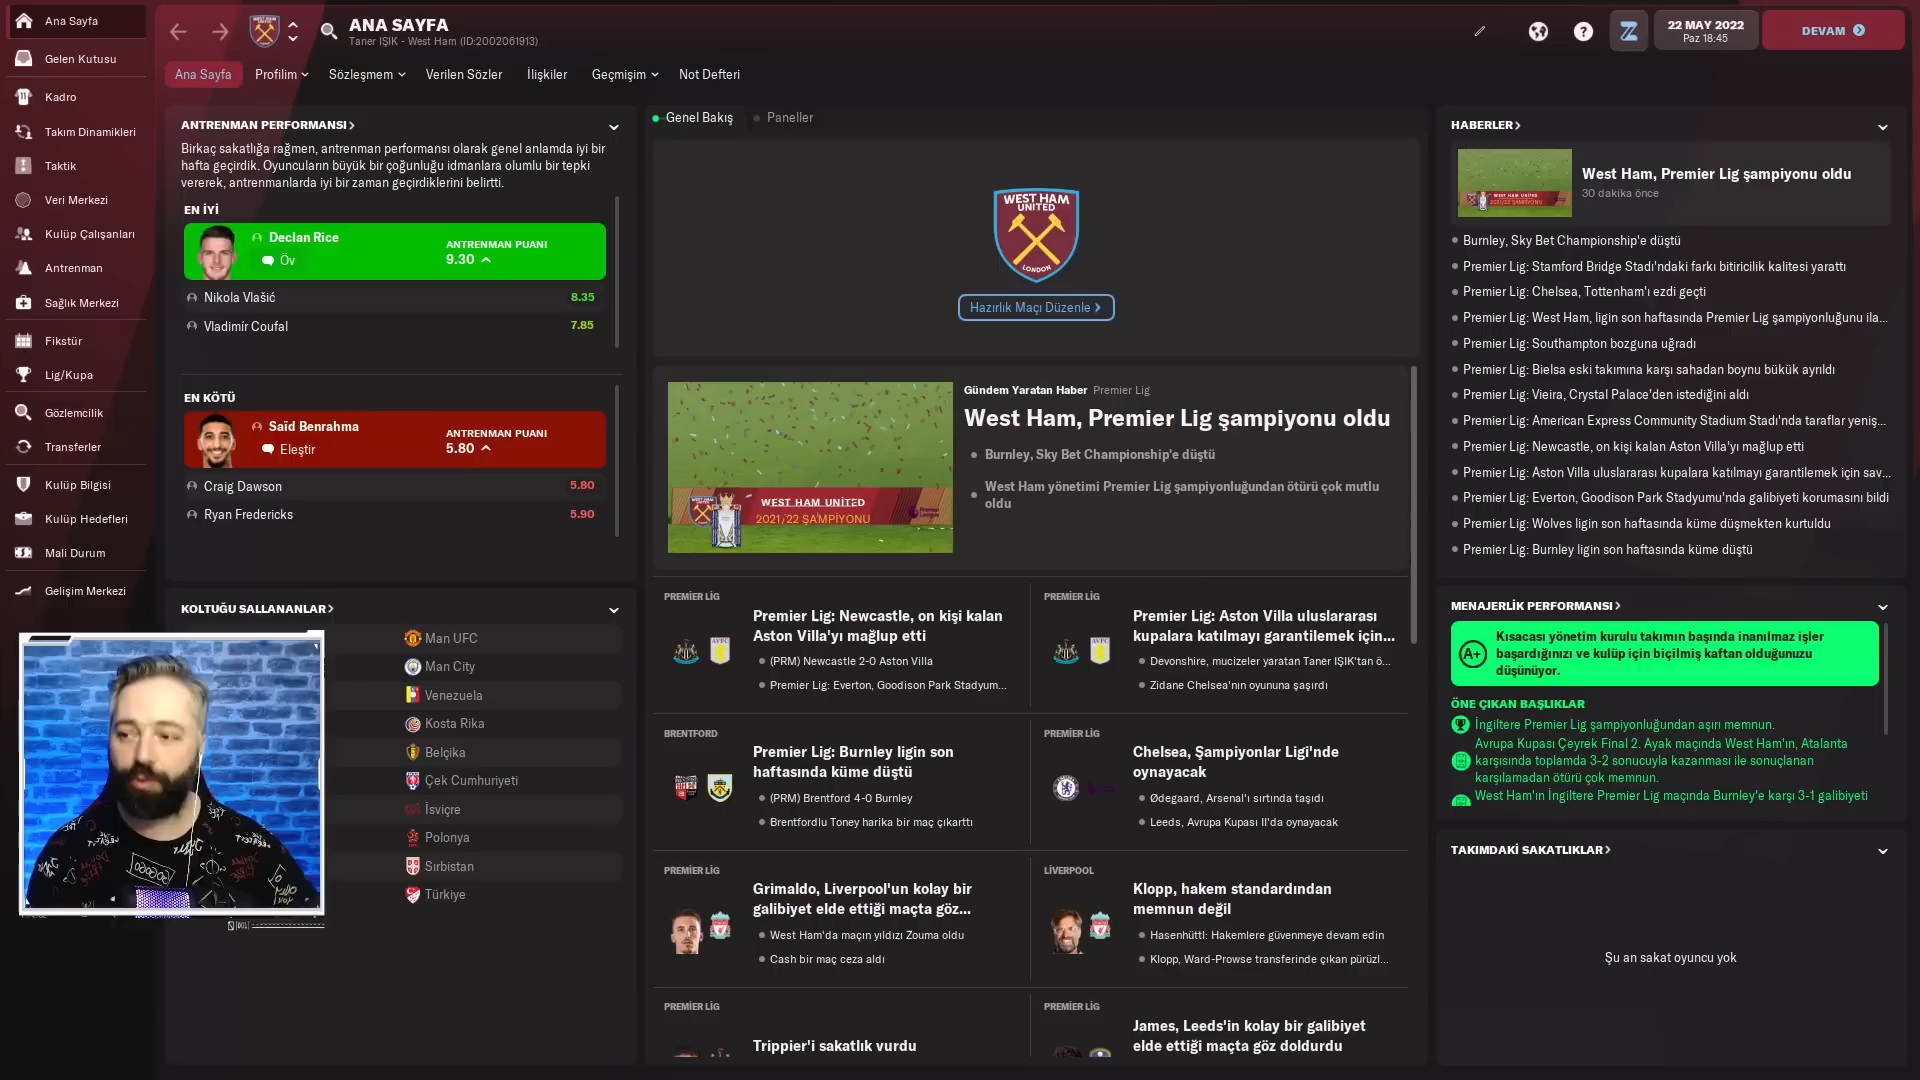 Ana Sayfa
Gelen Kutusu
Kadro
Takım Dinamikleri
Taktik
Veri Merkezi
Kulüp Çalışanları
Antrenman
Sağlık Merkezi
Fikstür
Lig/Kupa
Gözlemcilik
Transferler
Kulüp Bilgisi
Kulüp Hedefleri
Mali Durum
Gelişim Merkezi
ANA SAYFA
Taner IŞIK - West Ham (ID:2002061913)
22 MAY 2022
Paz 18:45
DEVAM
Ana Sayfa
Profilim
Sözleşmem
Verilen Sözler
İlişkiler
Geçmişim
Not Defteri
ANTRENMAN PERFORMANSI
Birkaç sakatlığa rağmen, antrenman performansı olarak genel anlamda iyi bir
hafta geçirdik. Oyuncuların büyük bir çoğunluğu idmanlara olumlu bir tepki
vererek, antrenmanlarda iyi bir zaman geçirdiklerini belirtti.
EN İYİ
Declan Rice
Öv
ANTRENMAN PUANI
9.30
Nikola Vlašić 8.35
Vladimír Coufal 7.85
EN KÖTÜ
Saïd Benrahma
Eleştir
ANTRENMAN PUANI
5.80
Craig Dawson 5.80
Ryan Fredericks 5.90
KOLTUĞU SALLANANLAR
Man UFC
Man City
Venezuela
Kosta Rika
Belçika
Çek Cumhuriyeti
İsviçre
Polonya
Sırbistan
Türkiye
Genel Bakış
Paneller
WEST HAM
UNITED
LONDON
Hazırlık Maçı Düzenle
WEST HAM UNITED
2021/22 ŞAMPİYONU
Gündem Yaratan Haber Premier Lig
West Ham, Premier Lig şampiyonu oldu
Burnley, Sky Bet Championship'e düştü
West Ham yönetimi Premier Lig şampiyonluğundan ötürü çok mutlu
oldu
PREMİER LİG
Premier Lig: Newcastle, on kişi kalan
Aston Villa'yı mağlup etti
(PRM) Newcastle 2-0 Aston Villa
Premier Lig: Everton, Goodison Park Stadyum...
PREMİER LİG
Premier Lig: Aston Villa uluslararası
kupalara katılmayı garantilemek için...
Devonshire, mucizeler yaratan Taner IŞIK'tan ö...
Zidane Chelsea'nın oyununa şaşırdı
BRENTFORD
Premier Lig: Burnley ligin son
haftasında küme düştü
(PRM) Brentford 4-0 Burnley
Brentfordlu Toney harika bir maç çıkarttı
PREMİER LİG
Chelsea, Şampiyonlar Ligi'nde
oynayacak
Ødegaard, Arsenal'ı sırtında taşıdı
Leeds, Avrupa Kupası II'da oynayacak
PREMİER LİG
Grimaldo, Liverpool'un kolay bir
galibiyet elde ettiği maçta göz...
West Ham'da maçın yıldızı Zouma oldu
Cash bir maç ceza aldı
LİVERPOOL
Klopp, hakem standardından
memnun değil
Hasenhüttl: Hakemlere güvenmeye devam edin
Klopp, Ward-Prowse transferinde çıkan pürüzl...
PREMİER LİG
Trippier'i sakatlık vurdu
PREMİER LİG
James, Leeds'in kolay bir galibiyet
elde ettiği maçta göz doldurdu
HABERLER
West Ham, Premier Lig şampiyonu oldu
30 dakika önce
Burnley, Sky Bet Championship'e düştü
Premier Lig: Stamford Bridge Stadı'ndaki farkı bitiricilik kalitesi yarattı
Premier Lig: Chelsea, Tottenham'ı ezdi geçti
Premier Lig: West Ham, ligin son haftasında Premier Lig şampiyonluğunu ila...
Premier Lig: Southampton bozguna uğradı
Premier Lig: Bielsa eski takımına karşı sahadan boynu bükük ayrıldı
Premier Lig: Vieira, Crystal Palace'den istediğini aldı
Premier Lig: American Express Community Stadium Stadı'nda taraflar yeniş...
Premier Lig: Newcastle, on kişi kalan Aston Villa'yı mağlup etti
Premier Lig: Aston Villa uluslararası kupalara katılmayı garantilemek için sav...
Premier Lig: Everton, Goodison Park Stadyumu'nda galibiyeti korumasını bildi
Premier Lig: Wolves ligin son haftasında küme düşmekten kurtuldu
Premier Lig: Burnley ligin son haftasında küme düştü
MENAJERLİK PERFORMANSI
A+
Kısacası yönetim kurulu takımın başında inanılmaz işler
başardığınızı ve kulüp için biçilmiş kaftan olduğunuzu
düşünüyor.
ÖNE ÇIKAN BAŞLIKLAR
İngiltere Premier Lig şampiyonluğundan aşırı memnun.
Avrupa Kupası Çeyrek Final 2. Ayak maçında West Ham'ın, Atalanta
karşısında toplamda 3-2 sonucuyla kazanması ile sonuçlanan
karşılamadan ötürü çok memnun.
West Ham'ın İngiltere Premier Lig maçında Burnley'e karşı 3-1 galibiyeti
TAKIMDAKİ SAKATLIKLAR
Şu an sakat oyuncu yok